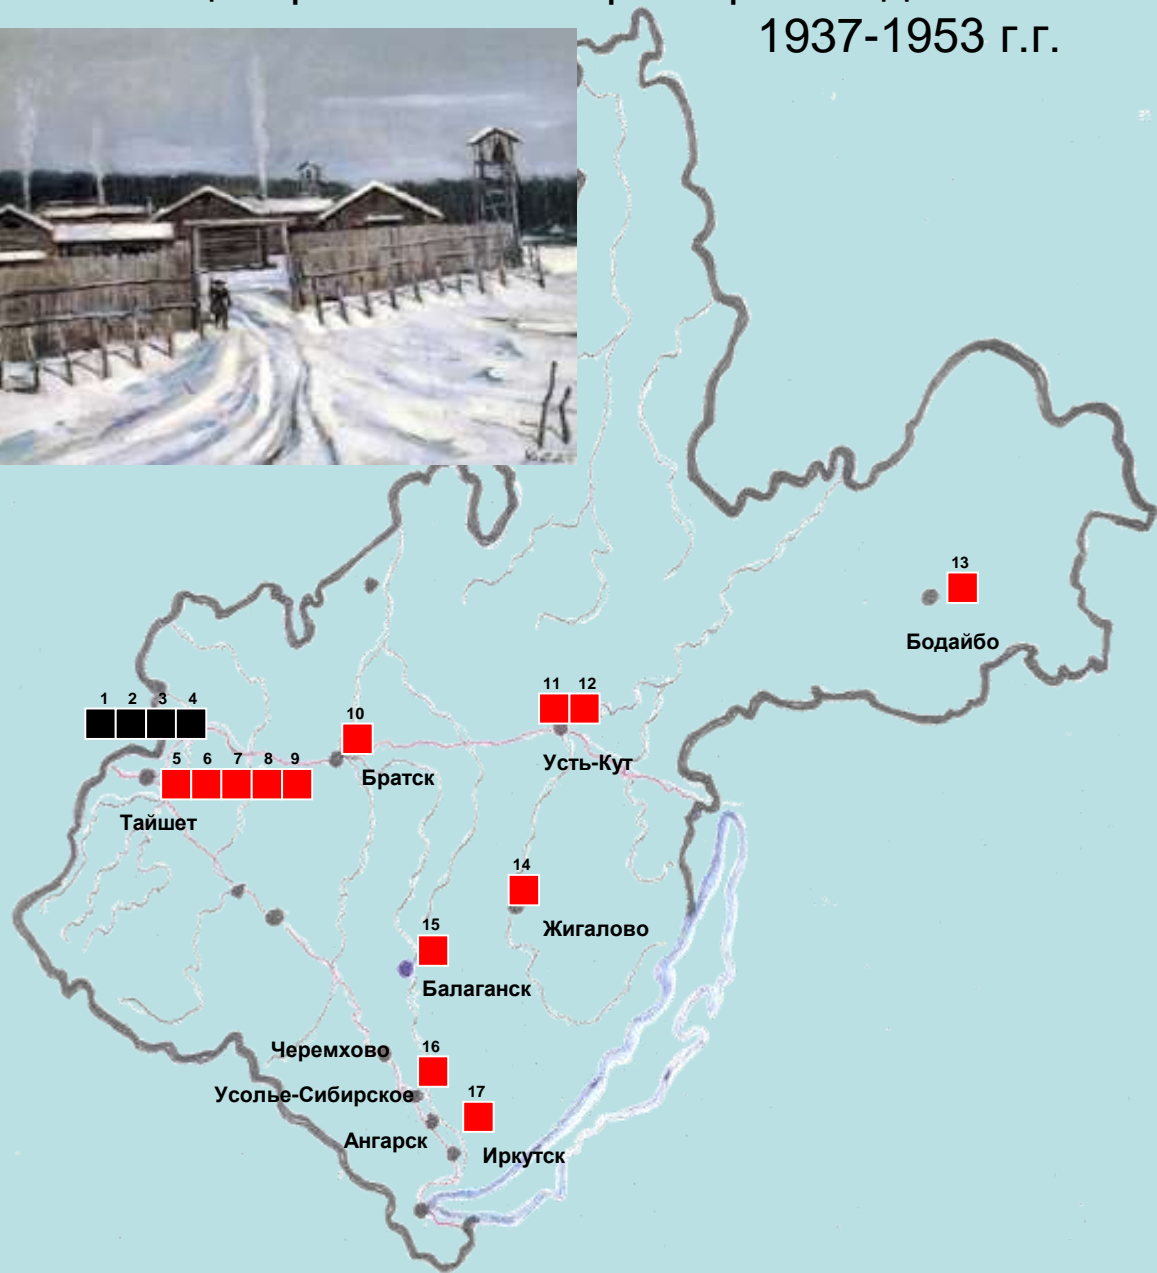 1937-1953 г.г.
13
Бодайбо
1 2 3 4
11 12
10
Усть-Кут
5 6 7 8 9
Братск
Тайшет
14
Жигалово
15
Балаганск
Черемхово
16
Усолье-Сибирское
17
Ангарск
Иркутск